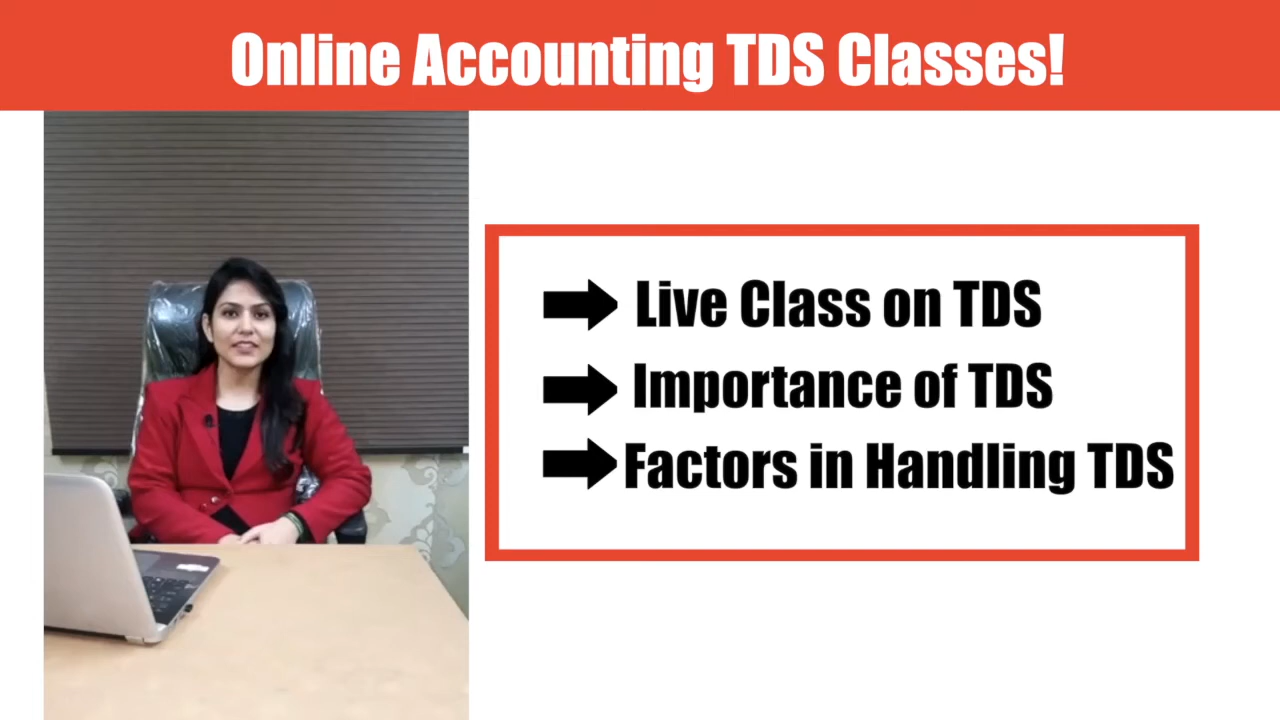 Online Accounting TDS Classes!
Live Class on TDS
Importance of TDS
Factors in Handling TDS